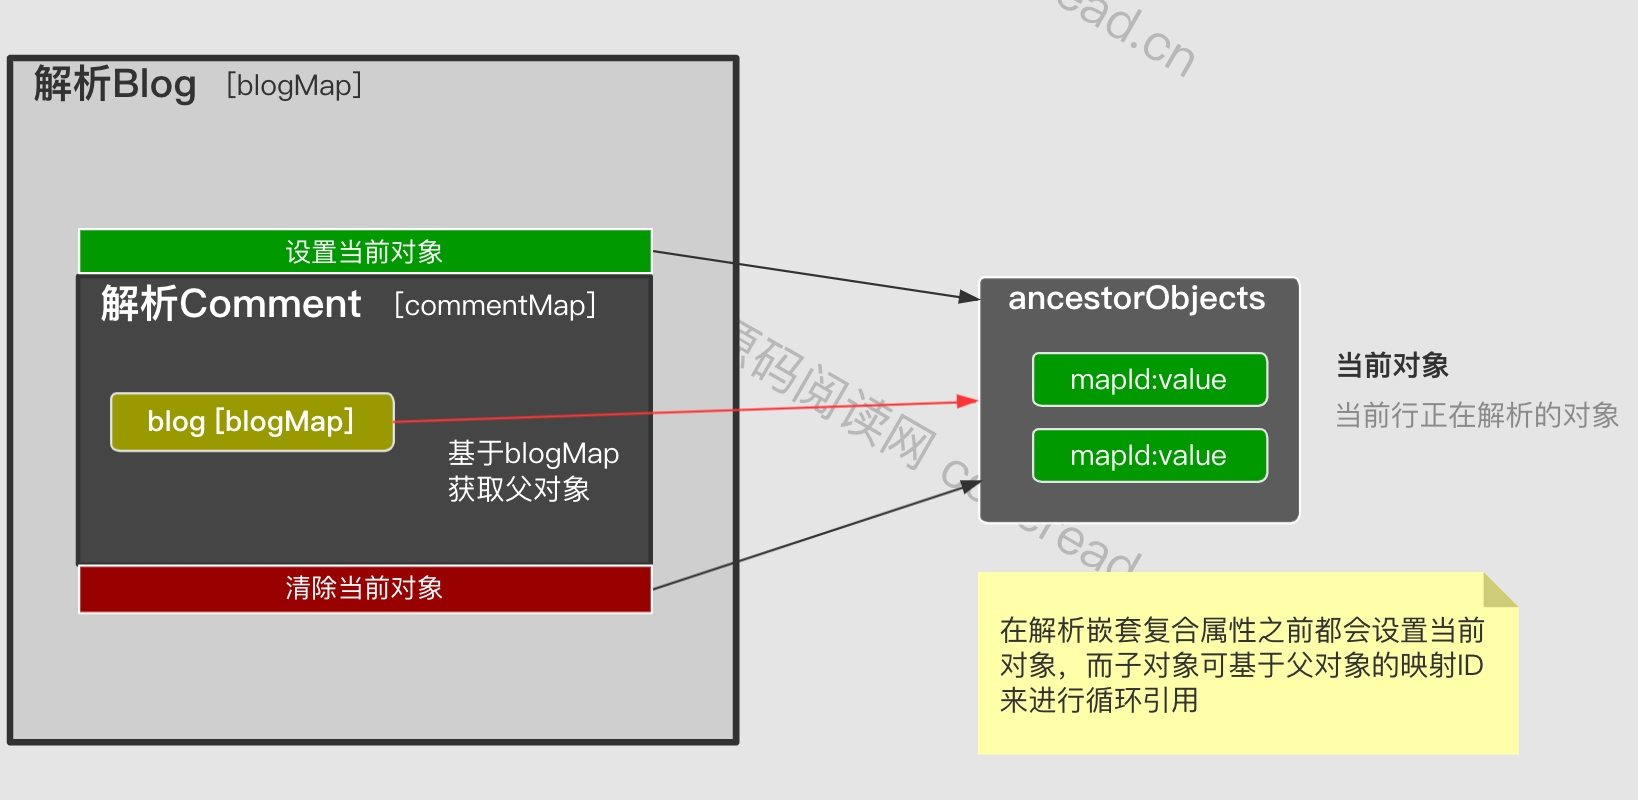 解析Blog [blogMap]
设置当前对象
解析Comment [commentMap]
blog [blogMap]
基于blogMap
获取父对象
清除当前对象
ancestorObjects
mapId:value
mapId:value
当前对象
当前行正在解析的对象
在解析嵌套复合属性之前都会设置当前
对象，而子对象可基于父对象的映射ID
来进行循环引用
ead.cn
源码阅读网
read